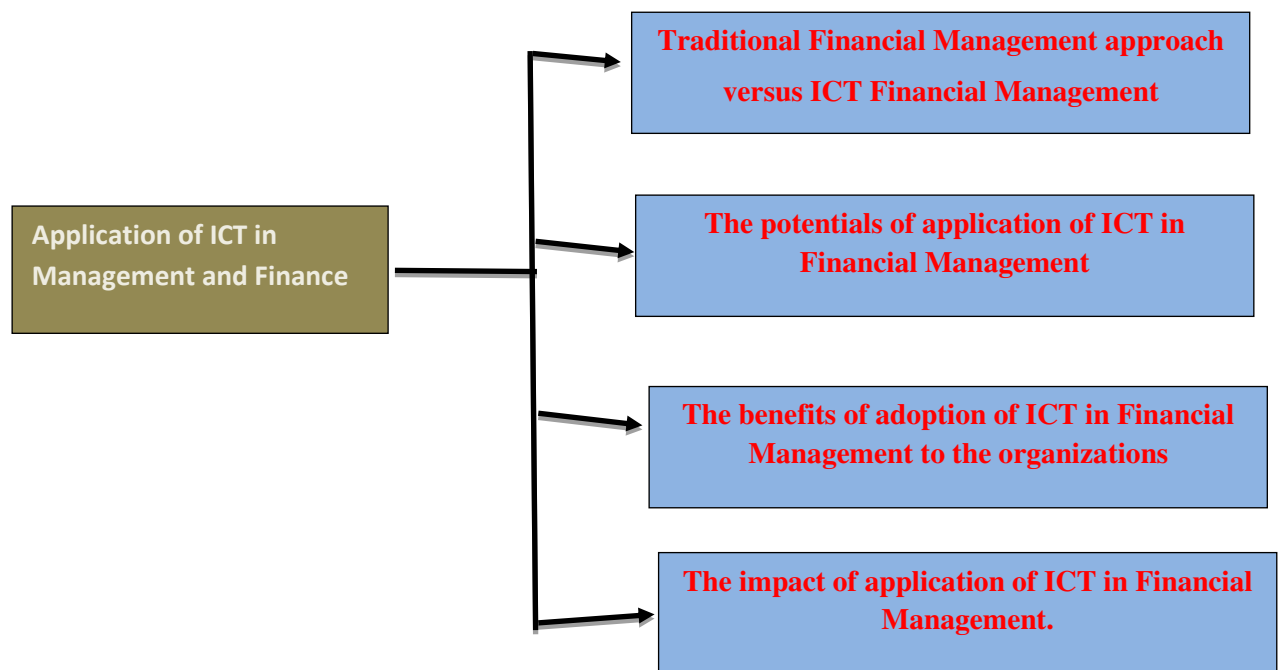 Traditional Financial Management approach
versus ICT Financial Management
Application of ICT in
Management and Finance
The potentials of application of ICT in
Financial Management
The benefits of adoption of ICT in Financial
Management to the organizations
The impact of application of ICT in Financial
Management.